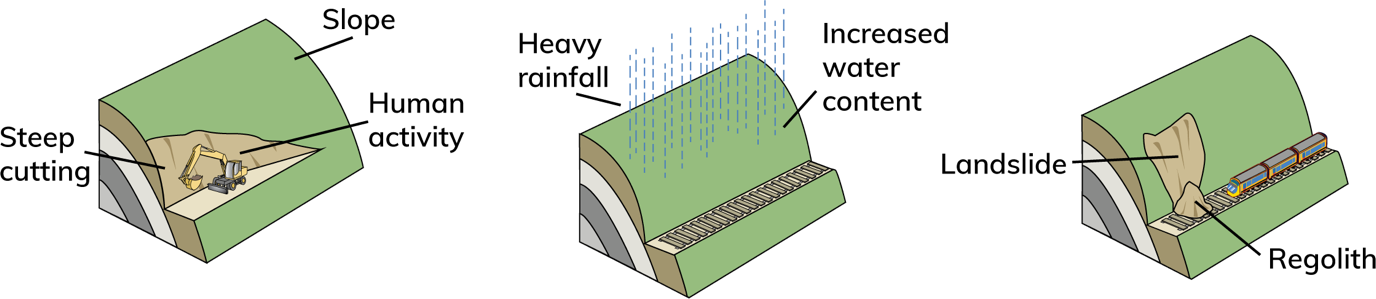 Slope
Human
activity
Steep
cutting
Heavy
rainfall
Increased
water
content
Landslide
Regolith